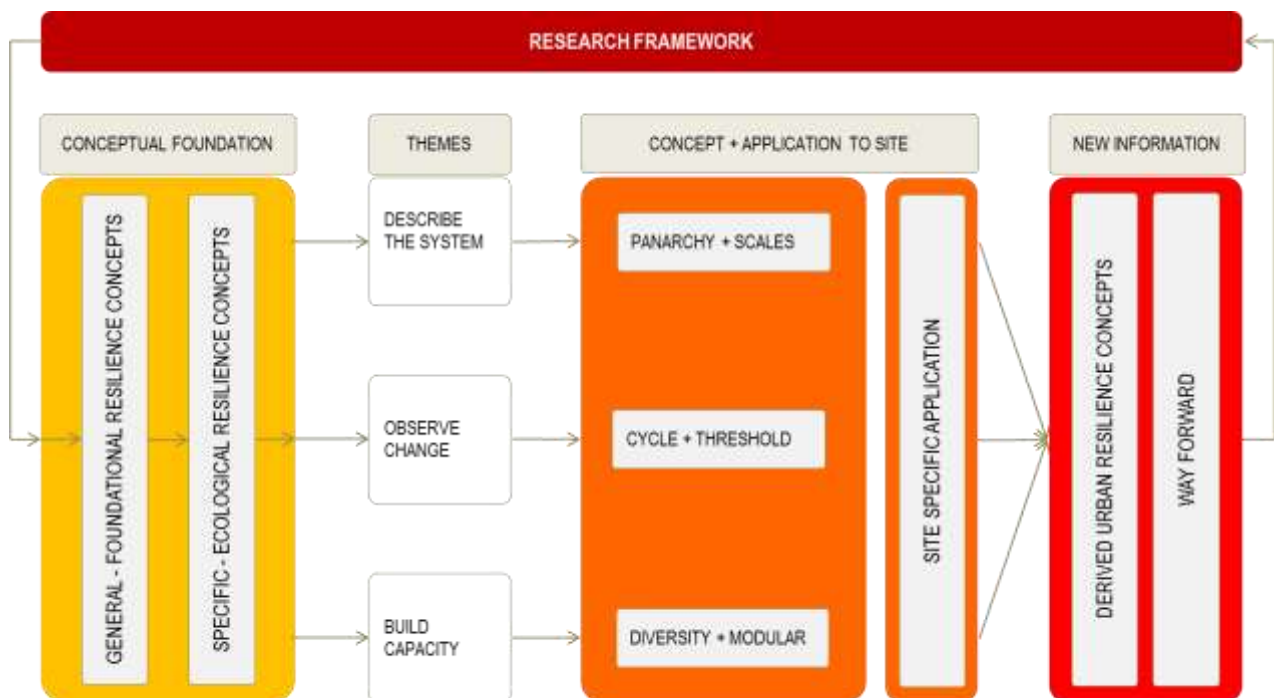 RESEARCH FRAMEWORK
CONCEPTUAL FOUNDATION
THEMES
CONCEPT + APPLICATION TO SITE
NEW INFORMATION
GENERAL - FOUNDATIONAL RESILIENCE CONCEPTS
SPECIFIC - ECOLOGICAL RESILIENCE CONCEPTS
DESCRIBE
THE SYSTEM
OBSERVE
CHANGE
BUILD
CAPACITY
PANARCHY + SCALES
CYCLE + THRESHOLD
DIVERSITY + MODULAR
SITE SPECIFIC APPLICATION
DERIVED URBAN RESILIENCE CONCEPTS
WAY FORWARD